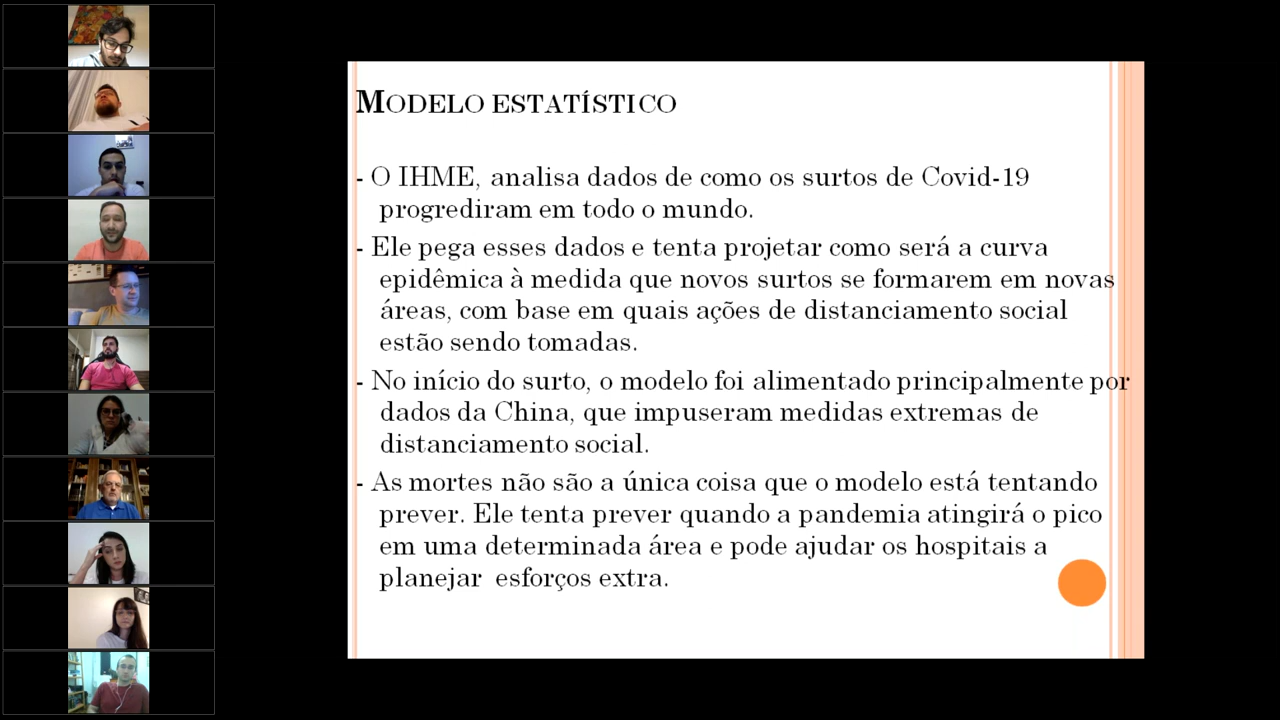 MODELO ESTATÍSTICO
- O IHME, analisa dados de como os surtos de Covid-19
progrediram em todo o mundo.
- Ele pega esses dados e tenta projetar como será a curva
epidêmica à medida que novos surtos se formarem em novas
áreas, com base em quais ações de distanciamento social
estão sendo tomadas.
- No início do surto, o modelo foi alimentado principalmente por
dados da China, que impuseram medidas extremas de
distanciamento social.
- As mortes não são a única coisa que o modelo está tentando
prever. Ele tenta prever quando a pandemia atingirá o pico
em uma determinada área e pode ajudar os hospitais a
planejar esforços extra.